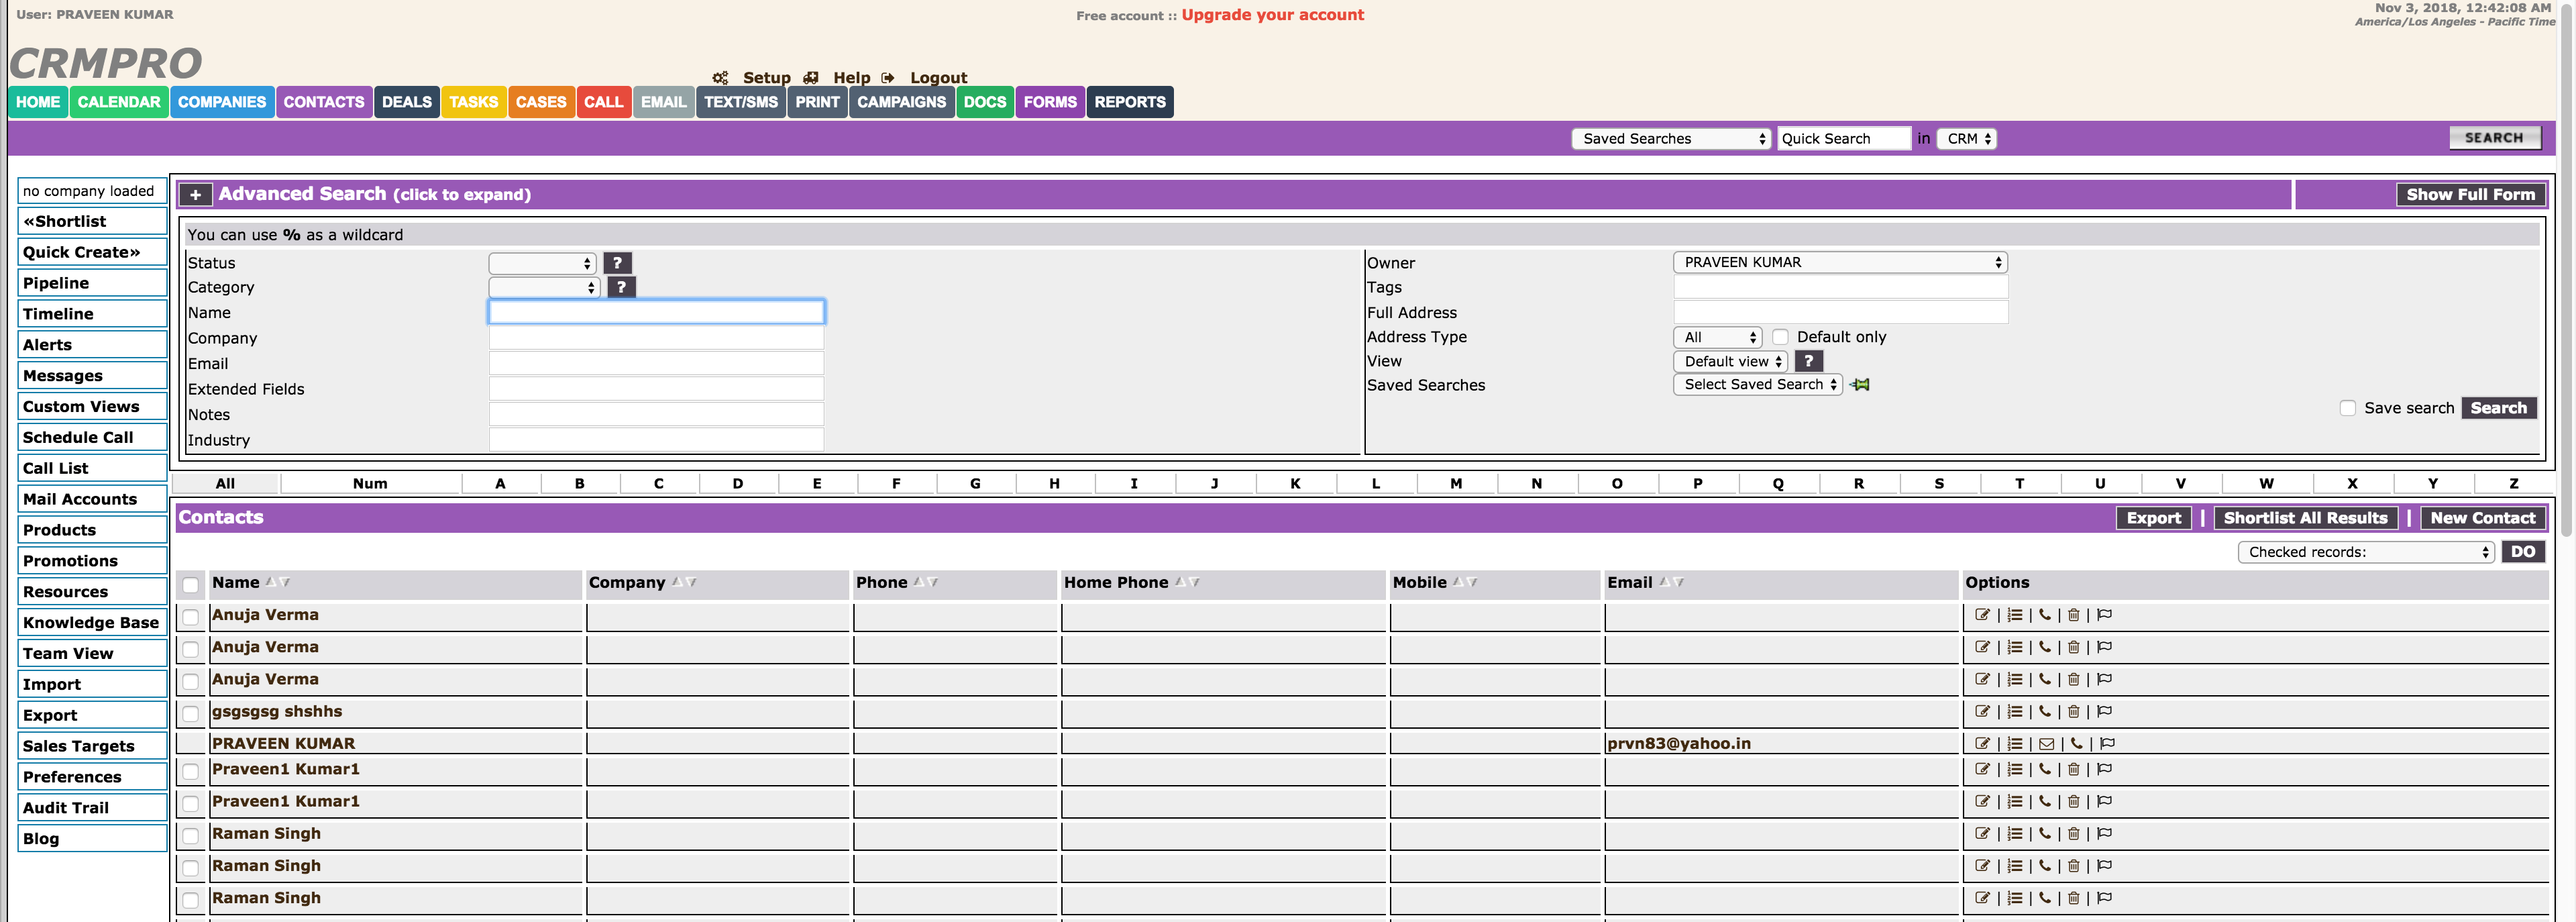 User: PRAVEEN KUMAR
Free account :: Upgrade your account
Nov 3, 2018, 12:42:08 AM
America/Los Angeles - Pacific Time
CRMPRO
Setup Help Logout
HOME CALENDAR COMPANIES CONTACTS DEALS TASKS CASES CALL EMAIL TEXT/SMS PRINT CAMPAIGNS DOCS FORMS REPORTS
Saved Searches Quick Search in CRM SEARCH
no company loaded
«Shortlist
Quick Create»
Pipeline
Timeline
Alerts
Messages
Custom Views
Schedule Call
Call List
Mail Accounts
Products
Promotions
Resources
Knowledge Base
Team View
Import
Export
Sales Targets
Preferences
Audit Trail
Blog
+ Advanced Search (click to expand) Show Full Form
You can use % as a wildcard
Status ?
Category ?
Name
Company
Email
Extended Fields
Notes
Industry
Owner PRAVEEN KUMAR
Tags
Full Address
Address Type All Default only
View Default view ?
Saved Searches Select Saved Search
Save search Search
All Num A B C D E F G H I J K L M N O P Q R S T U V W X Y Z
Contacts Export | Shortlist All Results | New Contact
Checked records: DO
Name Company Phone Home Phone Mobile Email Options
Anuja Verma | | | |
Anuja Verma | | | |
Anuja Verma | | | |
gsgsgsg shshhs | | | |
PRAVEEN KUMAR prvn83@yahoo.in | | | |
Praveen1 Kumar1 | | | |
Praveen1 Kumar1 | | | |
Raman Singh | | | |
Raman Singh | | | |
Raman Singh | | | |